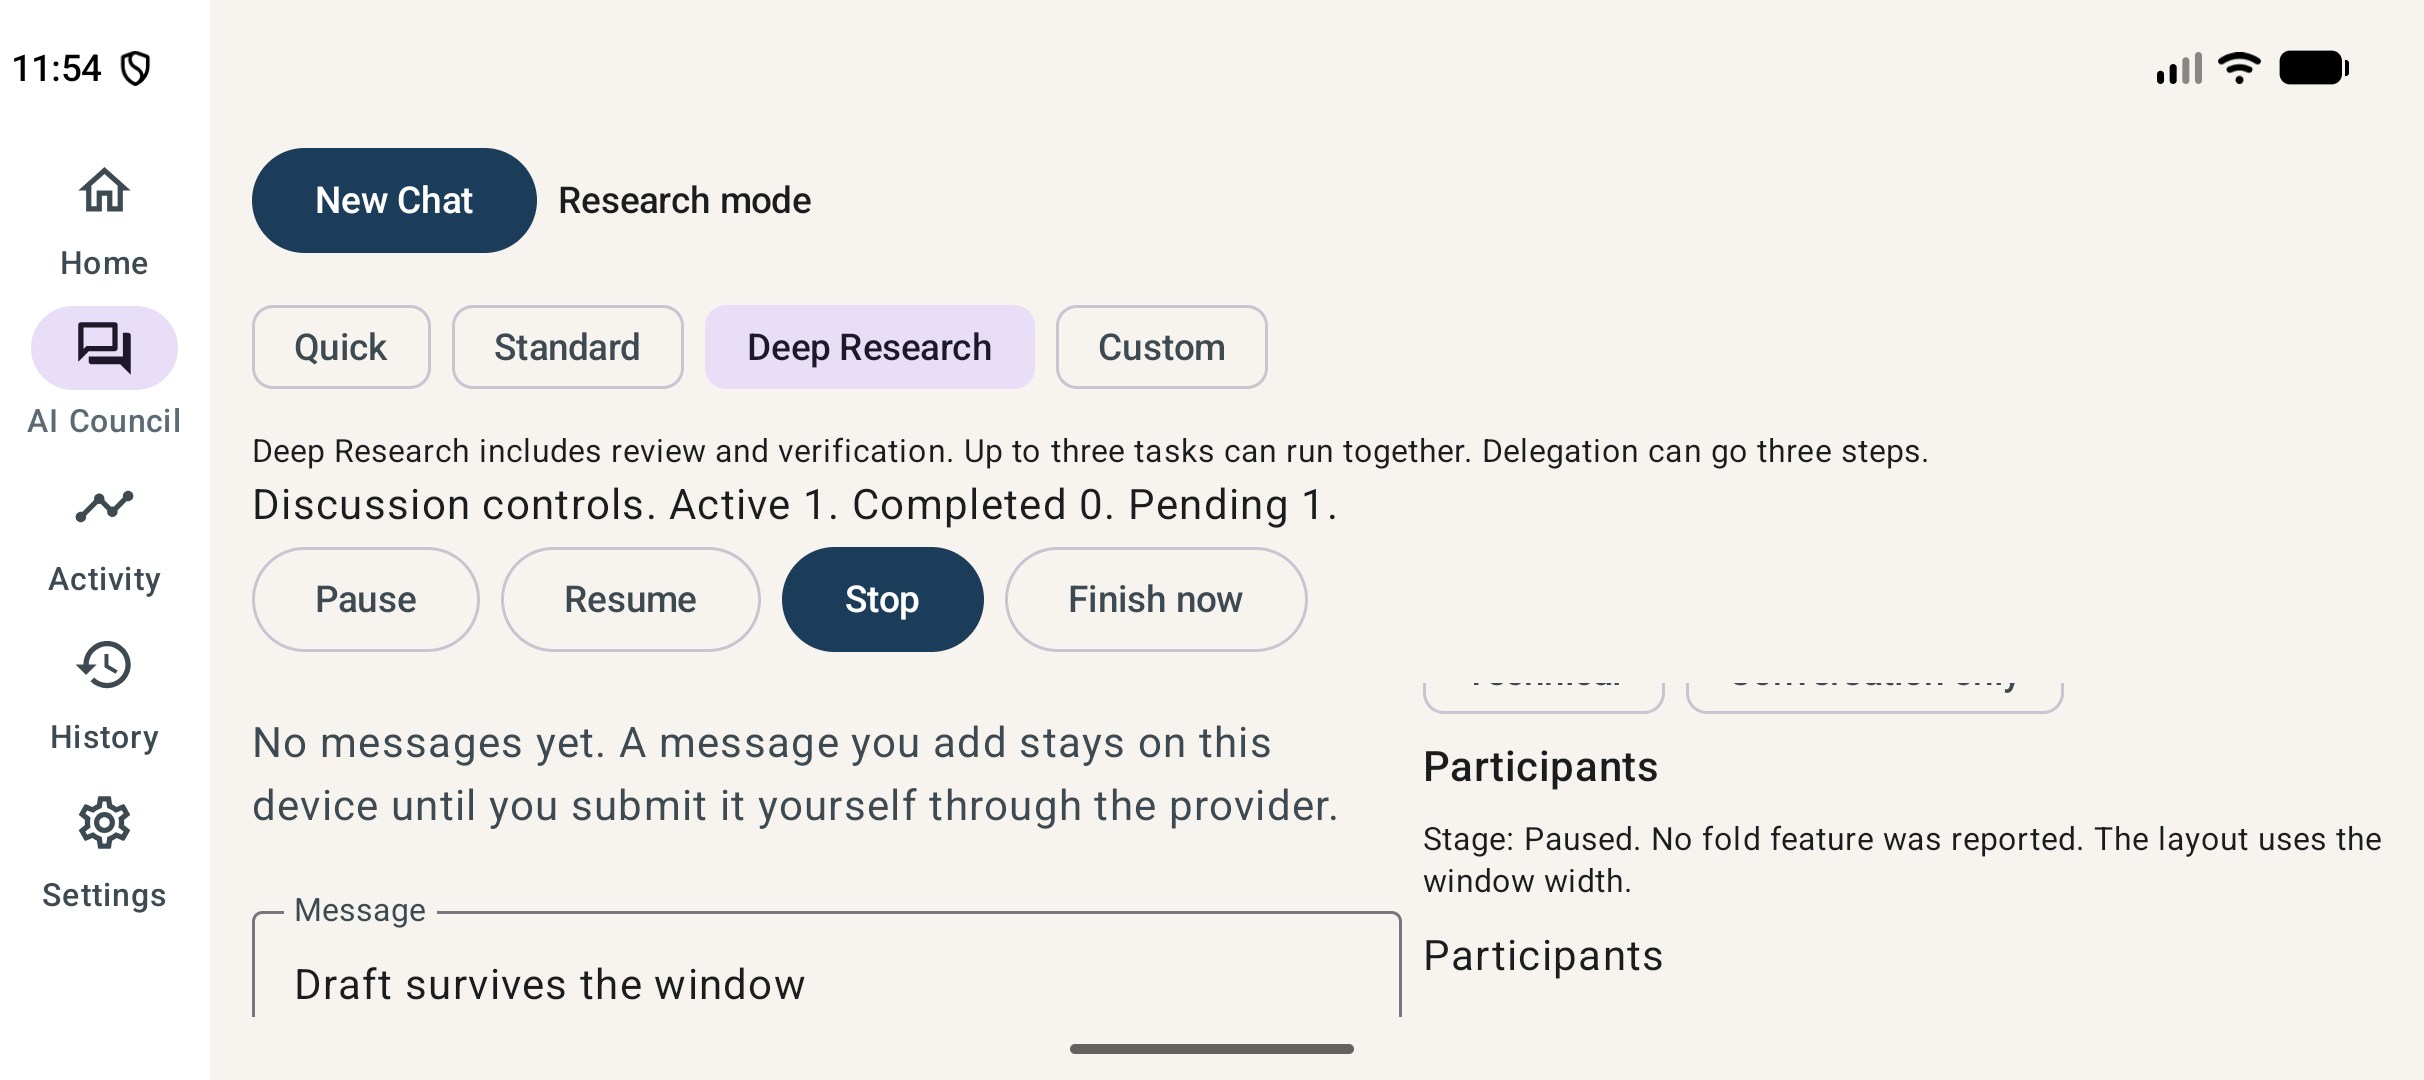 11:54
Home
AI Council
Activity
History
Settings
New Chat Research mode
Quick Standard Deep Research Custom
Deep Research includes review and verification. Up to three tasks can run together. Delegation can go three steps.
Discussion controls. Active 1. Completed 0. Pending 1.
Pause Resume Stop Finish now
No messages yet. A message you add stays on this
device until you submit it yourself through the provider.
Message
Draft survives the window
Technical Conversation only
Participants
Stage: Paused. No fold feature was reported. The layout uses the
window width.
Participants